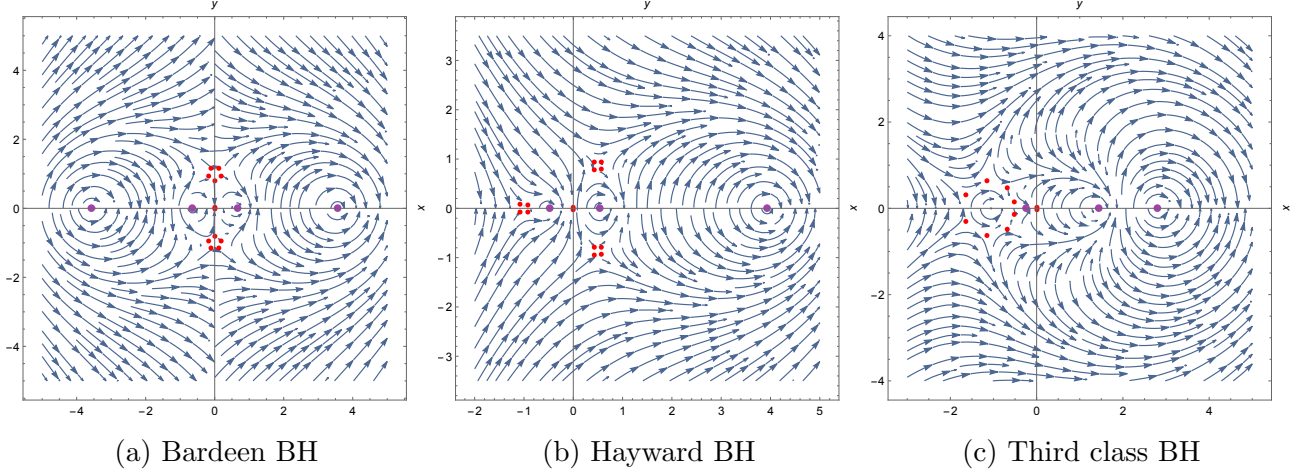 y y y
4 2 0 −2 −4
x
−4 −2 0 2 4
3 2 1 0 −1 −2 −3
x
−2 −1 0 1 2 3 4 5
4 2 0 −2 −4
x
−2 0 2 4
(a) Bardeen BH (b) Hayward BH (c) Third class BH